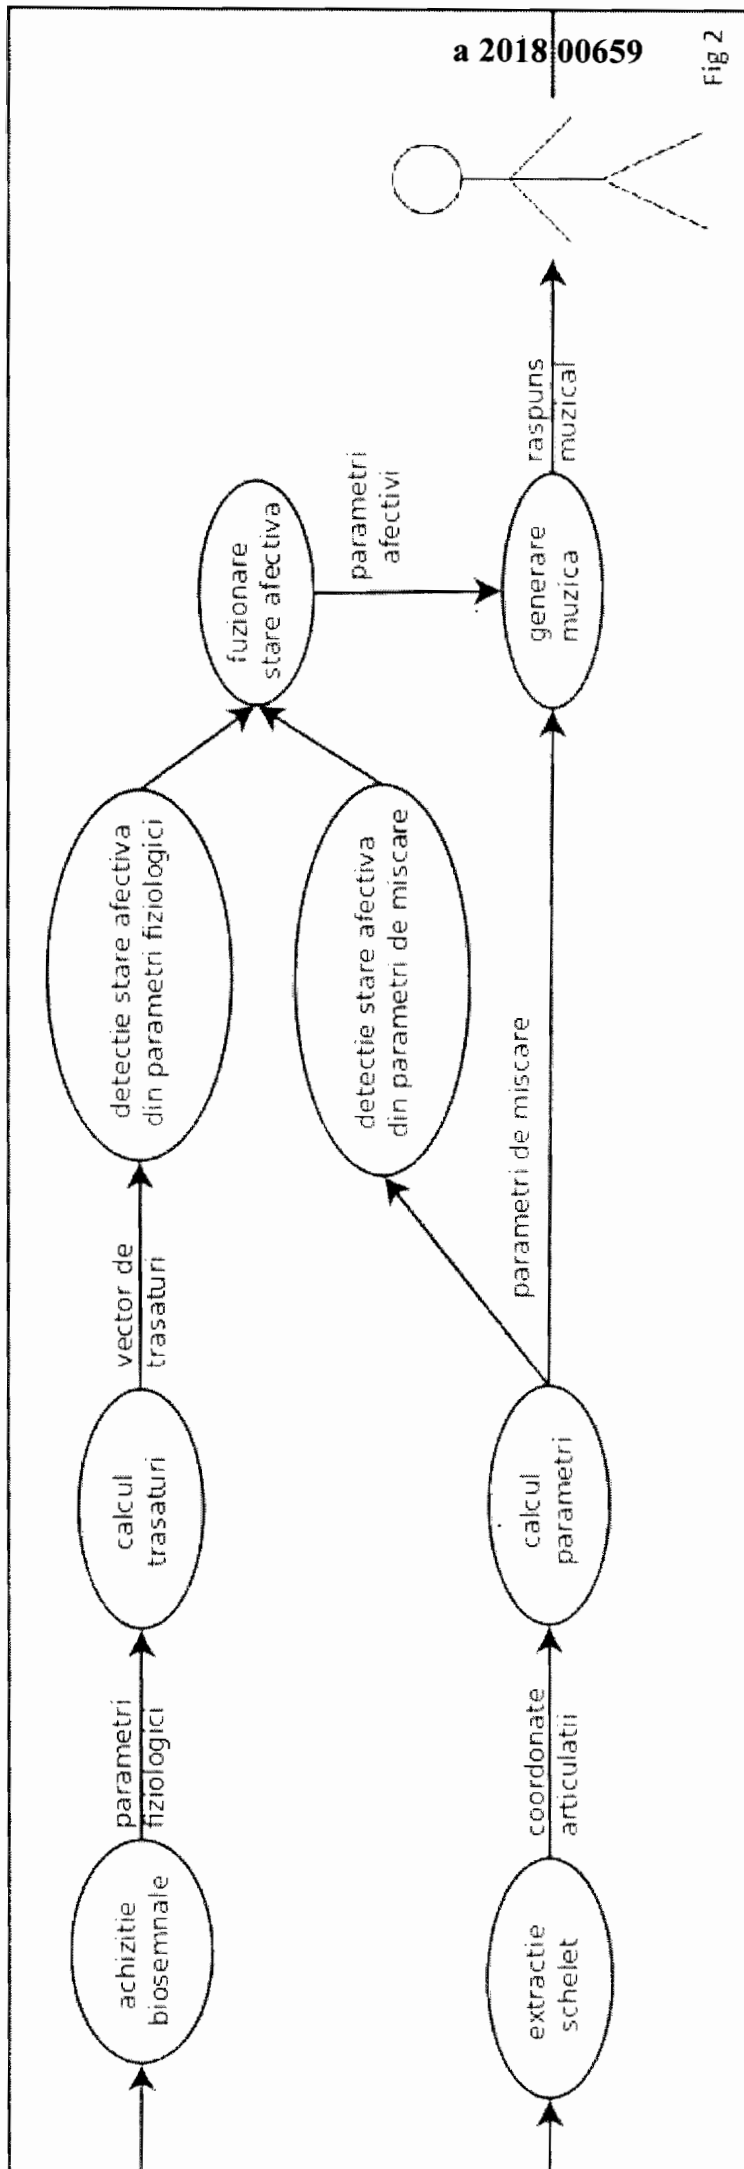 a 2018 00659
Fig 2
achizitie
biosemnale
parametri
fiziologici
calcul
trasaturi
vector de
trasaturi
detectie stare afectiva
din parametri fiziologici
detectie stare afectiva
din parametri de miscare
fuzionare
stare afectiva
parametri
afectivi
extractie
schelet
coordonate
articulatii
calcul
parametri
parametri de miscare
generare
muzica
raspuns
muzical